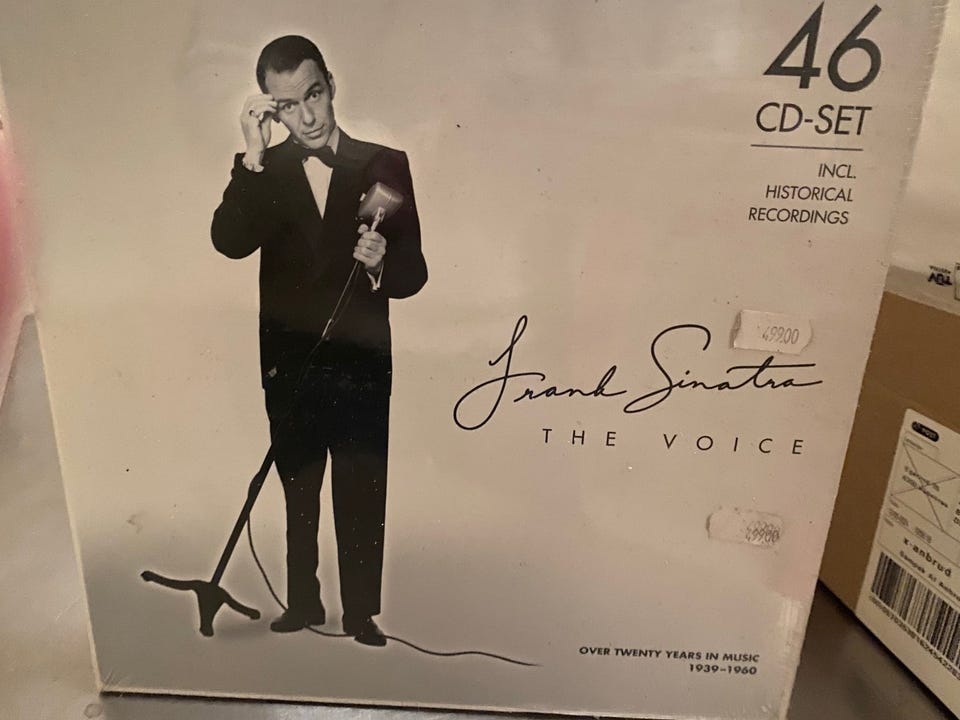 46
CD-SET
INCL.
HISTORICAL
RECORDINGS
499.00
Frank Sinatra
THE VOICE
499.00
OVER TWENTY YEARS IN MUSIC
1939-1960
x-anbrud